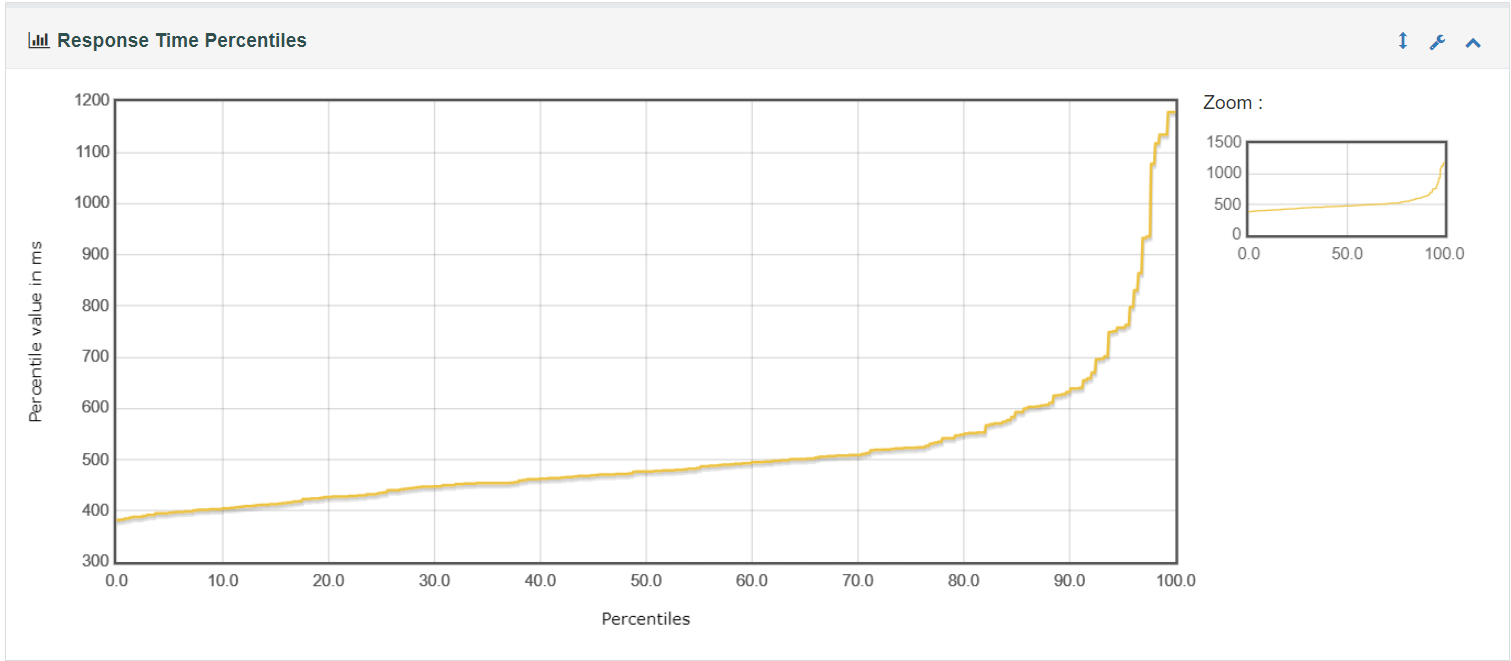 Response Time Percentiles
1200
1100
1000
900
800
700
600
500
400
300
Percentile value in ms
0.0 10.0 20.0 30.0 40.0 50.0 60.0 70.0 80.0 90.0 100.0
Percentiles
Zoom :
1500
1000
500
0
0.0 50.0 100.0